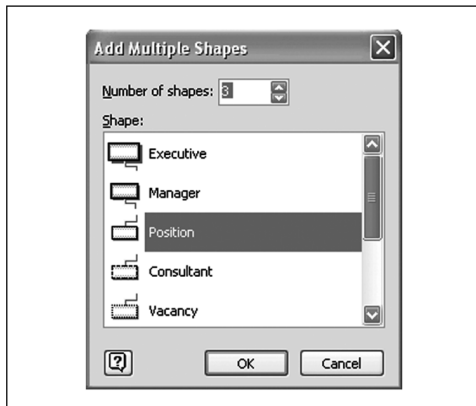 Add Multiple Shapes
Number of shapes: 3
Shape:
Executive
Manager
Position
Consultant
Vacancy
OK Cancel